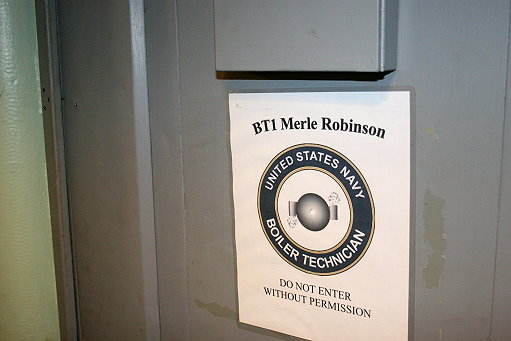 BT1 Merle Robinson
UNITED STATES NAVY
BOILER TECHNICIAN
DO NOT ENTER
WITHOUT PERMISSION